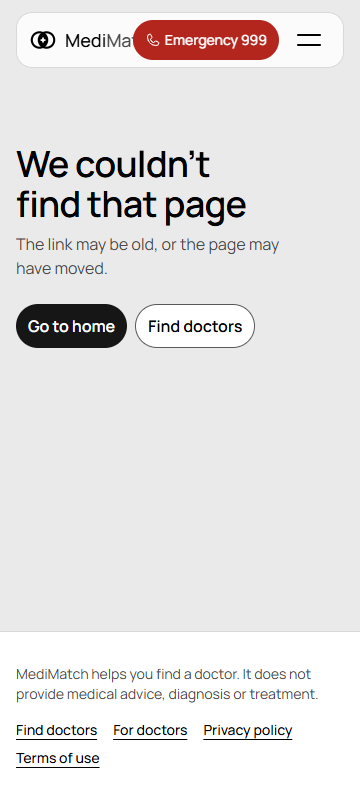 MediMat
Emergency 999
We couldn't
find that page
The link may be old, or the page may
have moved.
Go to home
Find doctors
MediMatch helps you find a doctor. It does not
provide medical advice, diagnosis or treatment.
Find doctors
For doctors
Privacy policy
Terms of use